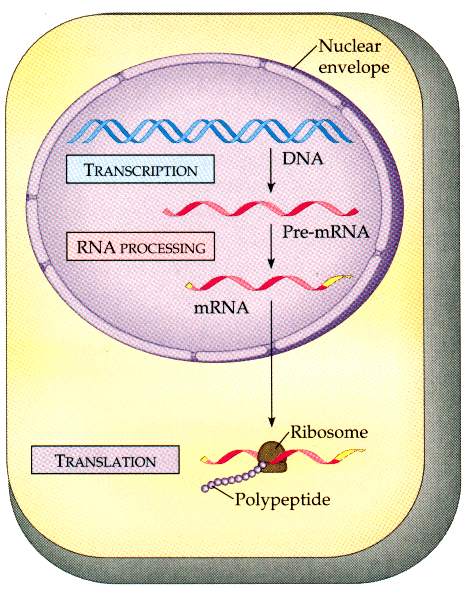 Nuclear
envelope
DNA
TRANSCRIPTION
Pre-mRNA
RNA PROCESSING
mRNA
Ribosome
TRANSLATION
Polypeptide